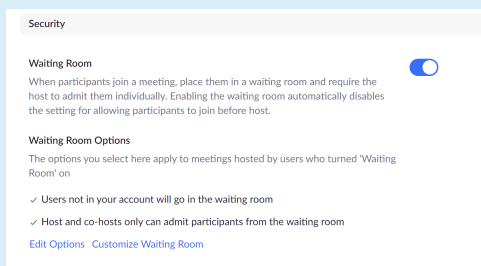 Security
Waiting Room
When participants join a meeting, place them in a waiting room and require the
host to admit them individually. Enabling the waiting room automatically disables
the setting for allowing participants to join before host.
Waiting Room Options
The options you select here apply to meetings hosted by users who turned 'Waiting
Room' on
Users not in your account will go in the waiting room
Host and co-hosts only can admit participants from the waiting room
Edit Options Customize Waiting Room